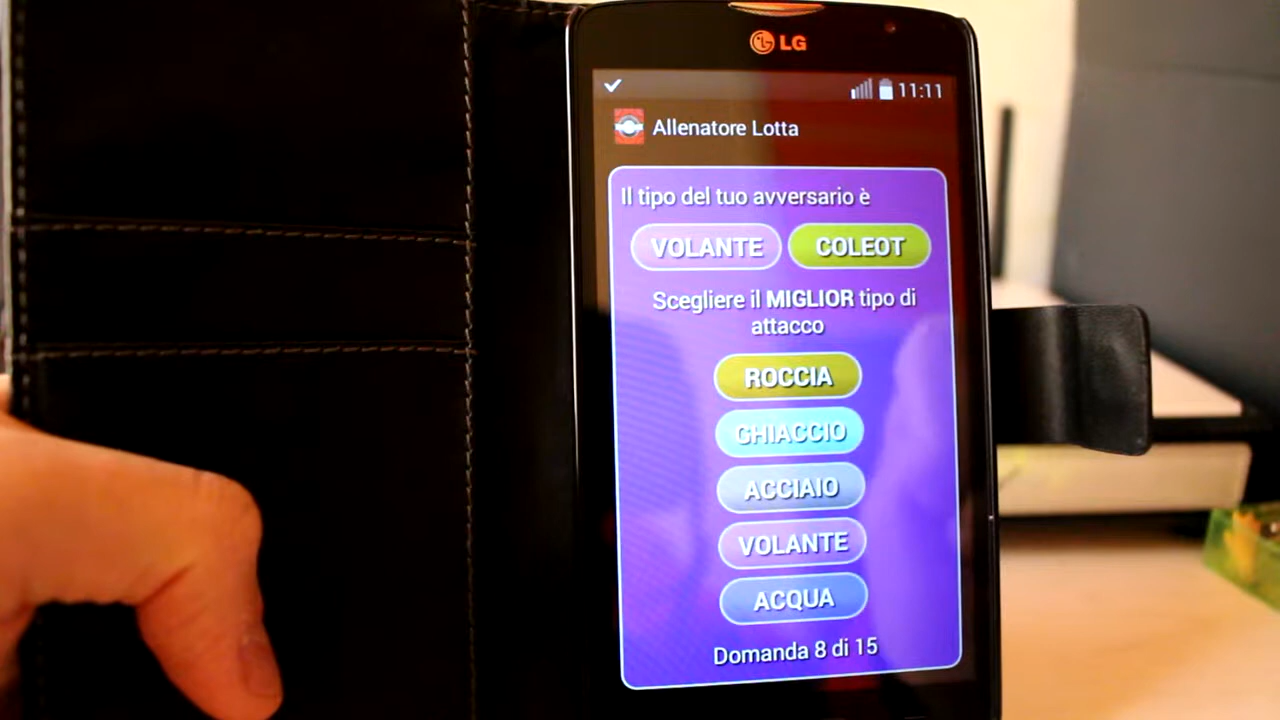 LG
11:11
Allenatore Lotta
Il tipo del tuo avversario è
VOLANTE COLEOT
Scegliere il MIGLIOR tipo di
attacco
ROCCIA
GHIACCIO
ACCIAIO
VOLANTE
ACQUA
Domanda 8 di 15